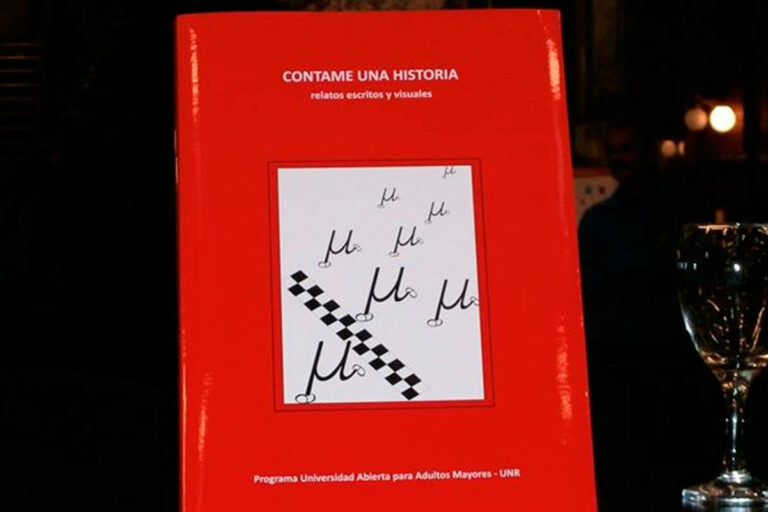 CONTAME UNA HISTORIA
relatos escritos y visuales
μ
μ
μ
μ
μ
μ
μ
μ
Programa Universidad Abierta para Adultos Mayores - UNR